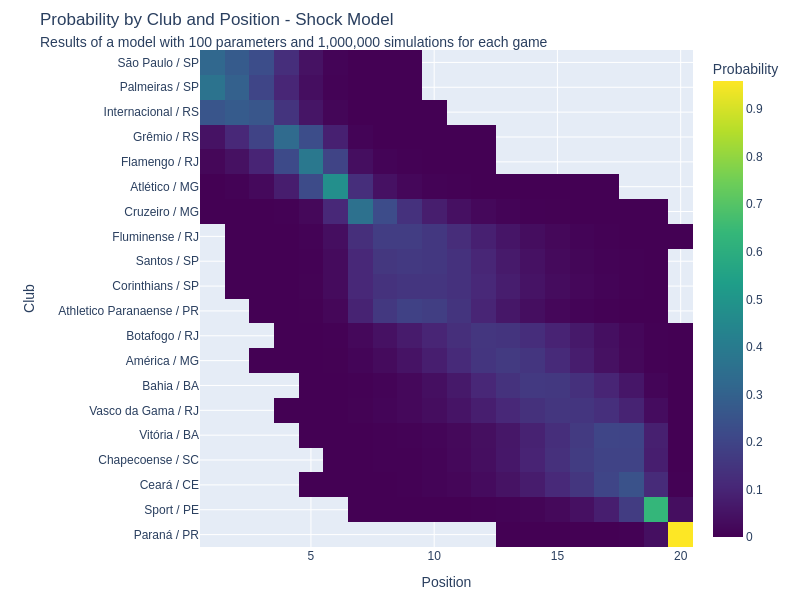 Probability by Club and Position - Shock Model
Results of a model with 100 parameters and 1,000,000 simulations for each game
Probability
São Paulo / SP
Palmeiras / SP
Internacional / RS
Grêmio / RS
Flamengo / RJ
Atlético / MG
Cruzeiro / MG
Fluminense / RJ
Santos / SP
Corinthians / SP
Athletico Paranaense / PR
Botafogo / RJ
América / MG
Bahia / BA
Vasco da Gama / RJ
Vitória / BA
Chapecoense / SC
Ceará / CE
Sport / PE
Paraná / PR
Club
5
10
15
20
Position
0.9
0.8
0.7
0.6
0.5
0.4
0.3
0.2
0.1
0